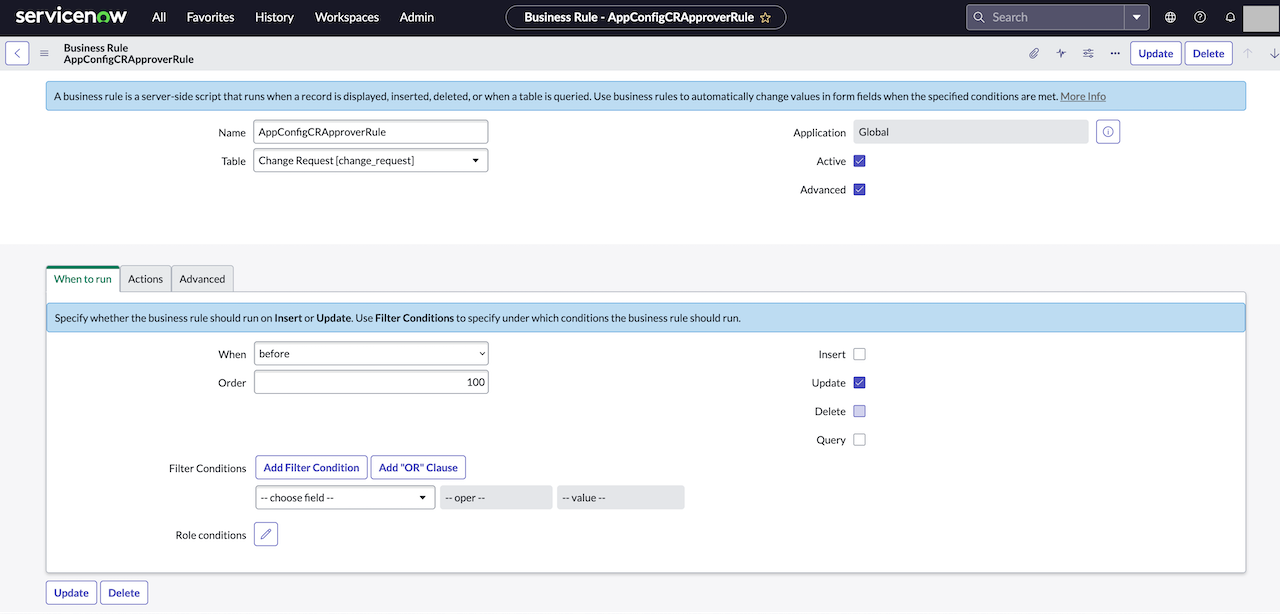 servicenow All Favorites History Workspaces Admin Business Rule - AppConfigCRApproverRule Search
Business Rule
AppConfigCRApproverRule
Update Delete
A business rule is a server-side script that runs when a record is displayed, inserted, deleted, or when a table is queried. Use business rules to automatically change values in form fields when the specified conditions are met. More Info
Name AppConfigCRApproverRule Application Global
Table Change Request [change_request] Active
Advanced
When to run Actions Advanced
Specify whether the business rule should run on Insert or Update. Use Filter Conditions to specify under which conditions the business rule should run.
When before Insert
Order 100 Update
Delete
Query
Filter Conditions Add Filter Condition Add "OR" Clause
-- choose field -- -- oper -- -- value --
Role conditions
Update Delete